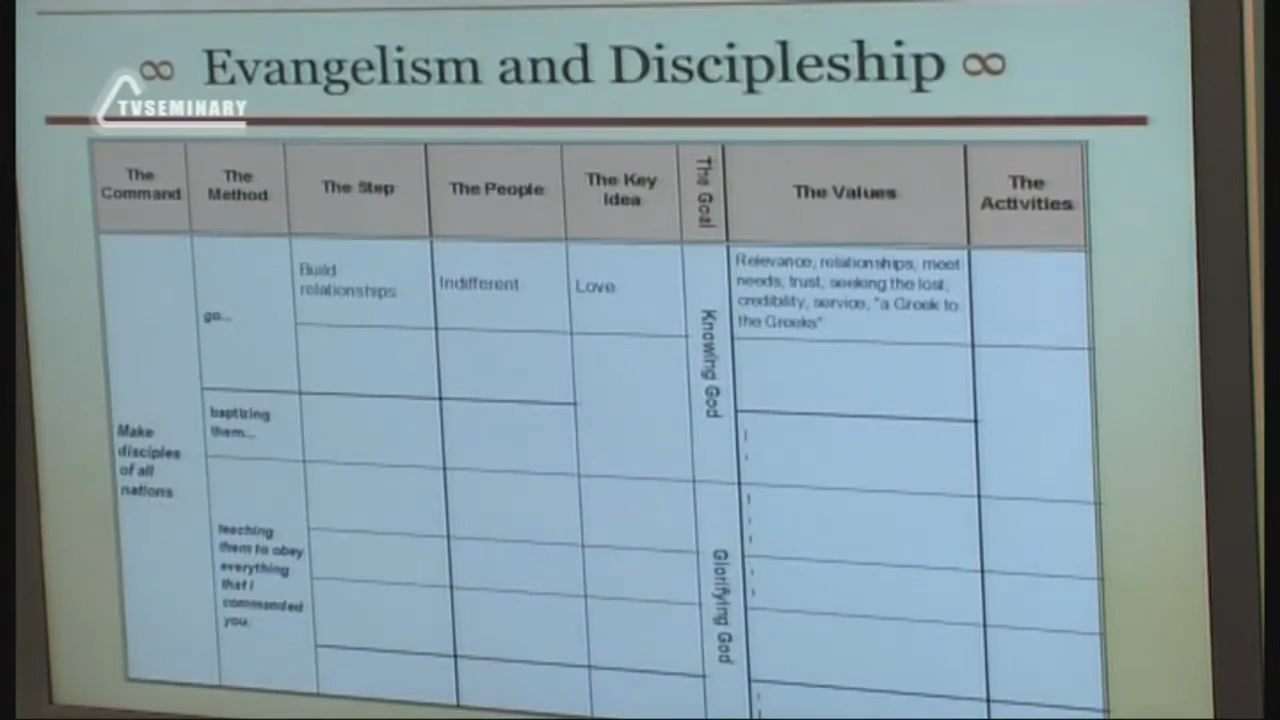 ∞ Evangelism and Discipleship ∞
TVSEMINARY
The Command
The Method
The Step
The People
The Key Idea
The Goal
The Values
The Activities
Make
disciples
of all
nations
go...
baptizing
them...
teaching
them to obey
everything
that I
commanded
you.
Build
relationships
Indifferent
Love
Knowing God
Glorifying God
Relevance, relationships, meet
needs, trust, seeking the lost,
credibility, service, "a Greek to
the Greeks"